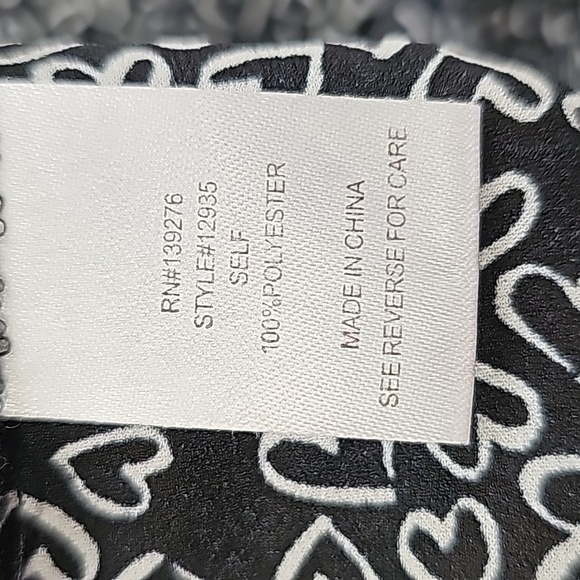 RN#139276
STYLE#12935
SELF
100%POLYESTER
MADE IN CHINA
SEE REVERSE FOR CARE